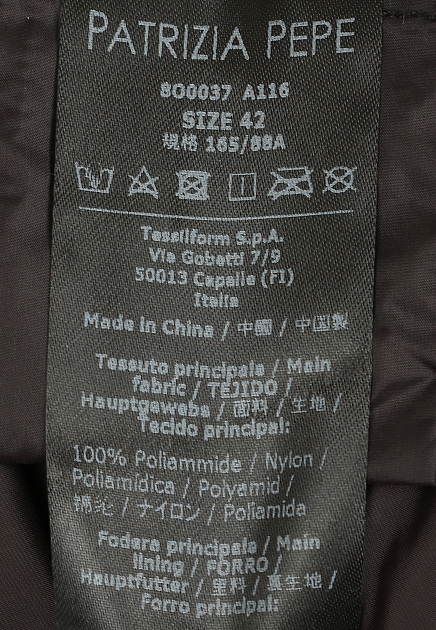 PATRIZIA PEPE
8O0037 A116
SIZE 42
規格 165/88A
Tessilform S.p.A.
Via Gobetti 7/9
50013 Capalle (FI)
Italia
Made in China / 中國 / 中国製
Tessuto principale / Main
fabric / TEJIDO /
Hauptgewebe / 面料 / 生地 /
Tecido principal:
100% Poliammide / Nylon /
Poliamídica / Polyamid /
/ ナイロン / Poliamida
Fodera principale / Main
lining / FORRO /
Hauptfutter / 里料 / 裏生地 /
Forro principal: